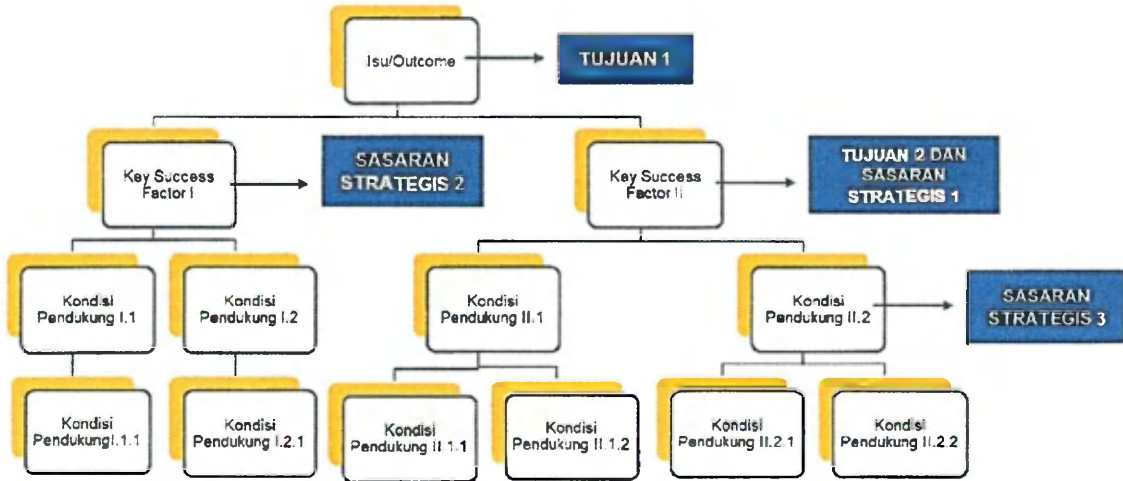 Isu/Outcome
TUJUAN 1
Key Success
Factor I
SASARAN
STRATEGIS 2
Key Success
Factor II
TUJUAN 2 DAN
SASARAN
STRATEGIS 1
Kondisi
Pendukung I.1
Kondisi
Pendukung I.2
Kondisi
Pendukung II.1
Kondisi
Pendukung II.2
SASARAN
STRATEGIS 3
Kondisi
PendukungI.1.1
Kondisi
Pendukung I.2.1
Kondisi
Pendukung II.1.1
Kondisi
Pendukung II.1.2
Kondisi
Pendukung II.2.1
Kondisi
Pendukung II.2.2